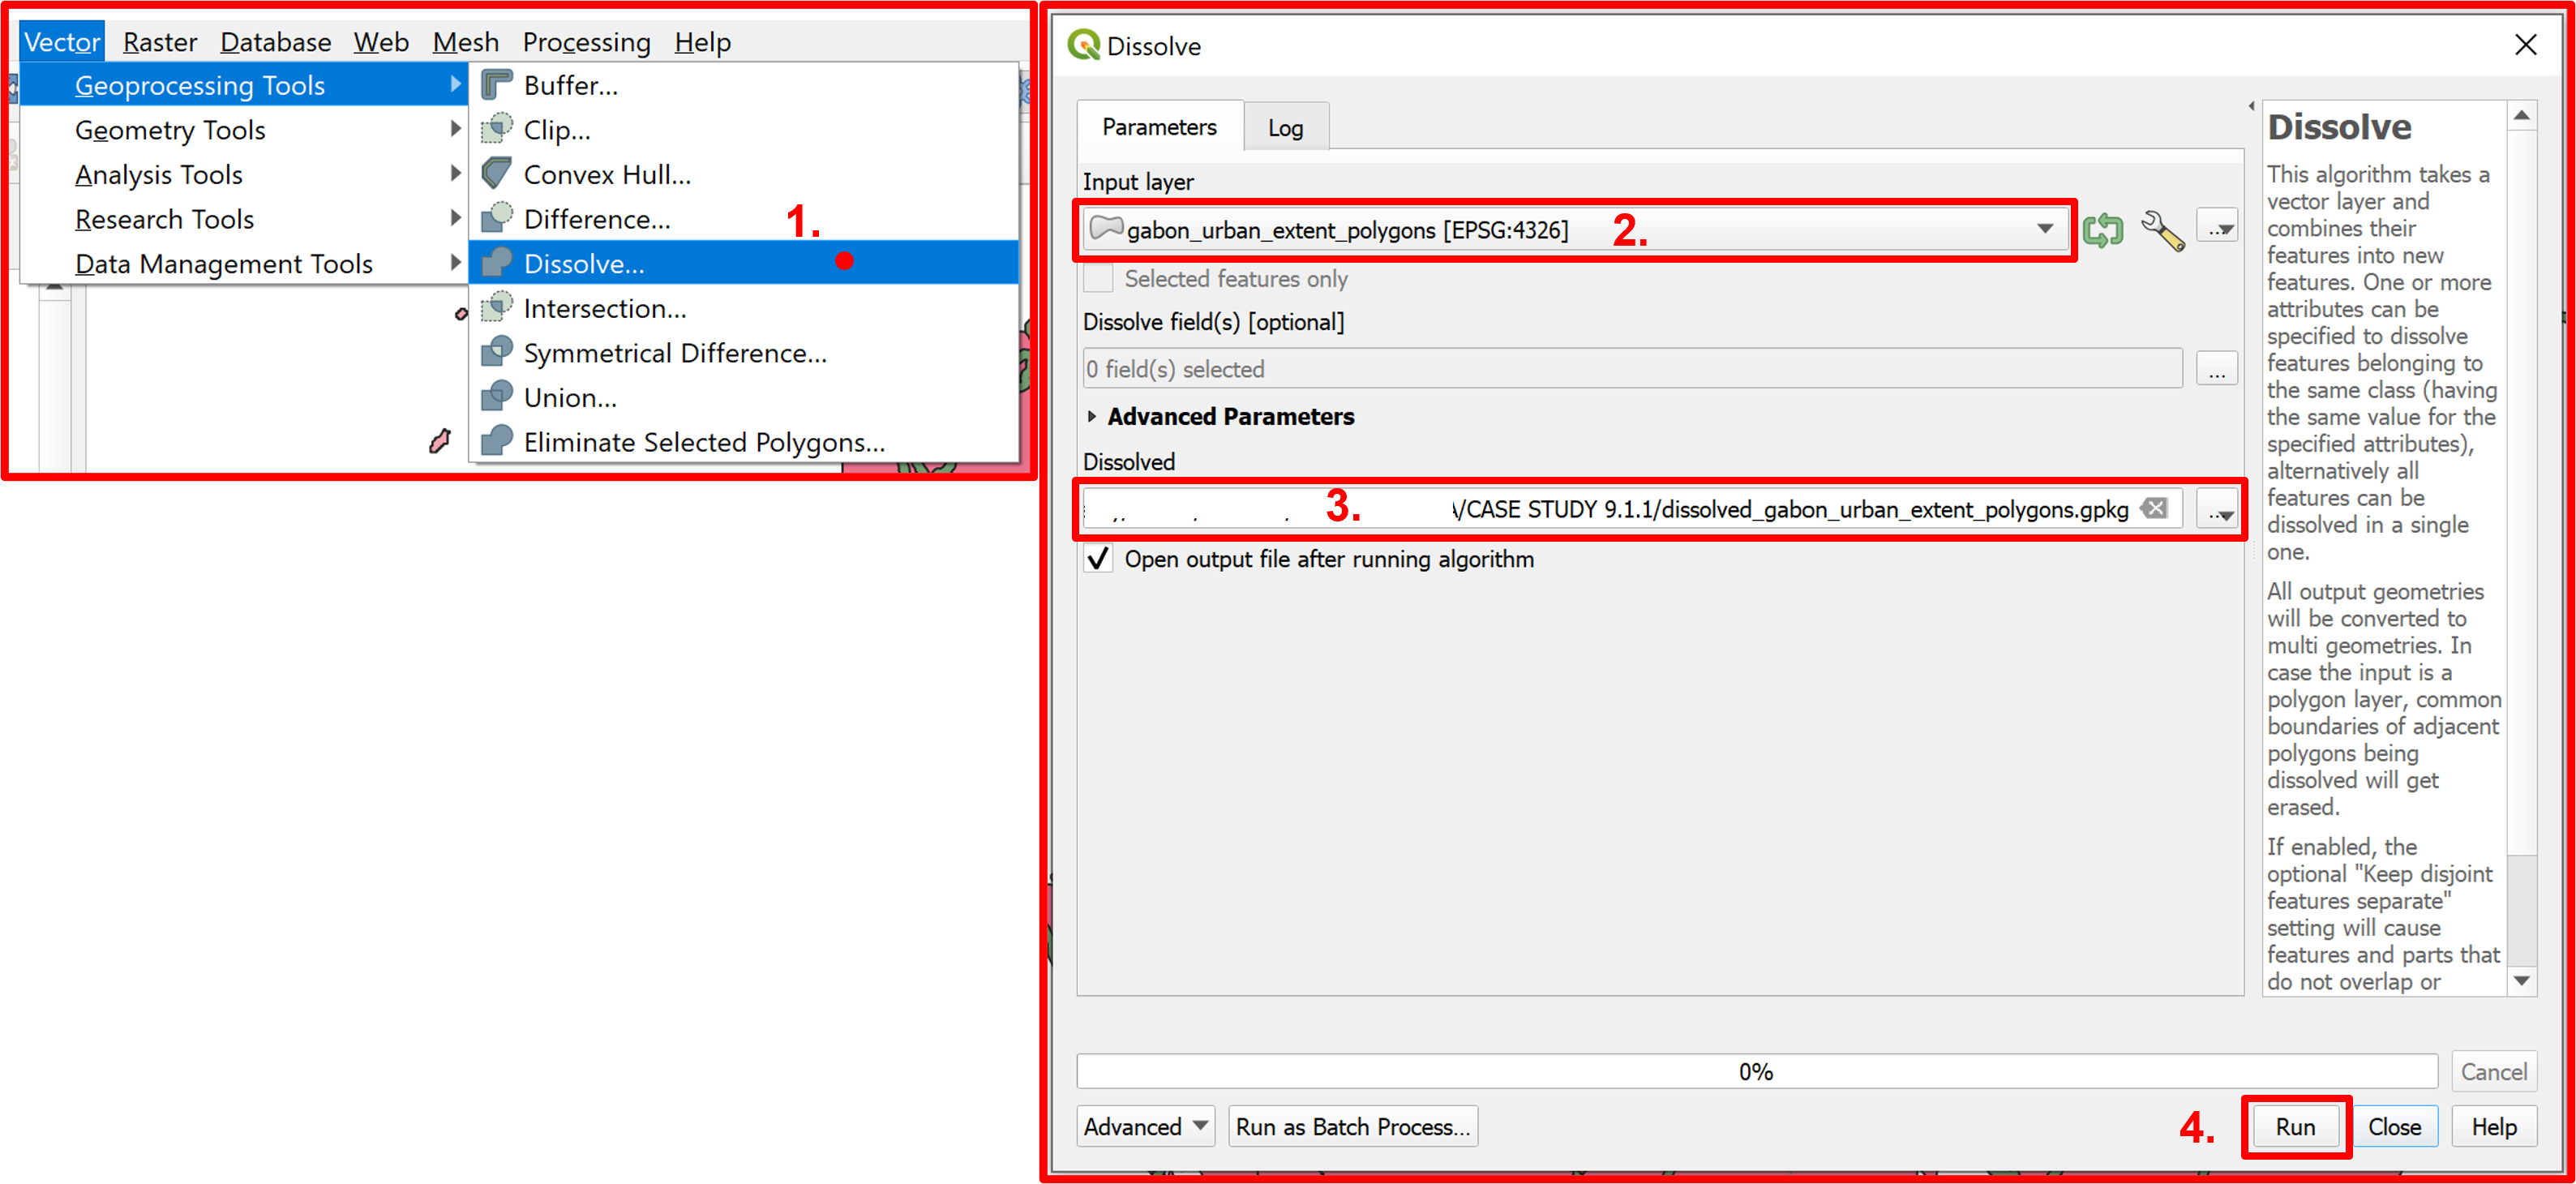 Vector Raster Database Web Mesh Processing Help
Geoprocessing Tools
Geometry Tools
Analysis Tools
Research Tools
Data Management Tools
Buffer...
Clip...
Convex Hull...
Difference...
1.
Dissolve...
Intersection...
Symmetrical Difference...
Union...
Eliminate Selected Polygons...
Dissolve
Parameters Log
Input layer
gabon_urban_extent_polygons [EPSG:4326] 2.
...
Selected features only
Dissolve field(s) [optional]
0 field(s) selected
...
Advanced Parameters
Dissolved
3. /CASE STUDY 9.1.1/dissolved_gabon_urban_extent_polygons.gpkg
...
Open output file after running algorithm
Dissolve
This algorithm takes a
vector layer and
combines their
features into new
features. One or more
attributes can be
specified to dissolve
features belonging to
the same class (having
the same value for the
specified attributes),
alternatively all
features can be
dissolved in a single
one.
All output geometries
will be converted to
multi geometries. In
case the input is a
polygon layer, common
boundaries of adjacent
polygons being
dissolved will get
erased.
If enabled, the
optional "Keep disjoint
features separate"
setting will cause
features and parts that
do not overlap or
0%
Cancel
Advanced Run as Batch Process... 4. Run Close Help